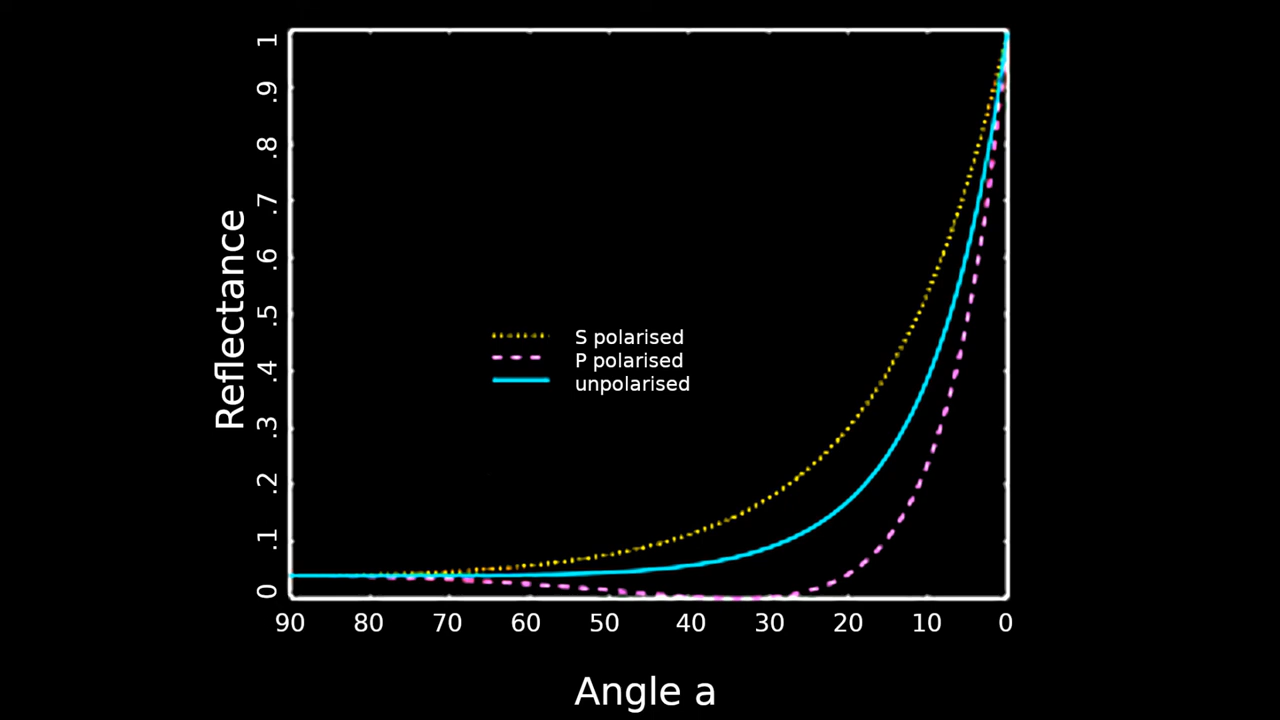 1
.9
.8
.7
.6
.5
.4
.3
.2
.1
0
Reflectance
S polarised
P polarised
unpolarised
90 80 70 60 50 40 30 20 10 0
Angle a